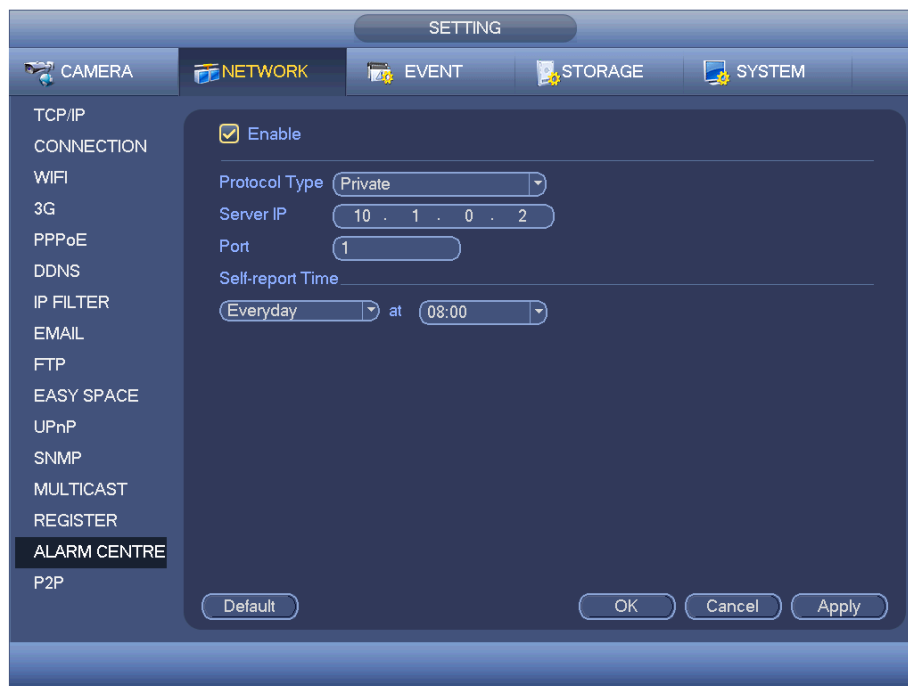 SETTING
CAMERA NETWORK EVENT STORAGE SYSTEM
TCP/IP
CONNECTION
WIFI
3G
PPPoE
DDNS
IP FILTER
EMAIL
FTP
EASY SPACE
UPnP
SNMP
MULTICAST
REGISTER
ALARM CENTRE
P2P
Enable
Protocol Type Private
Server IP 10 . 1 . 0 . 2
Port 1
Self-report Time
Everyday at 08:00
Default OK Cancel Apply